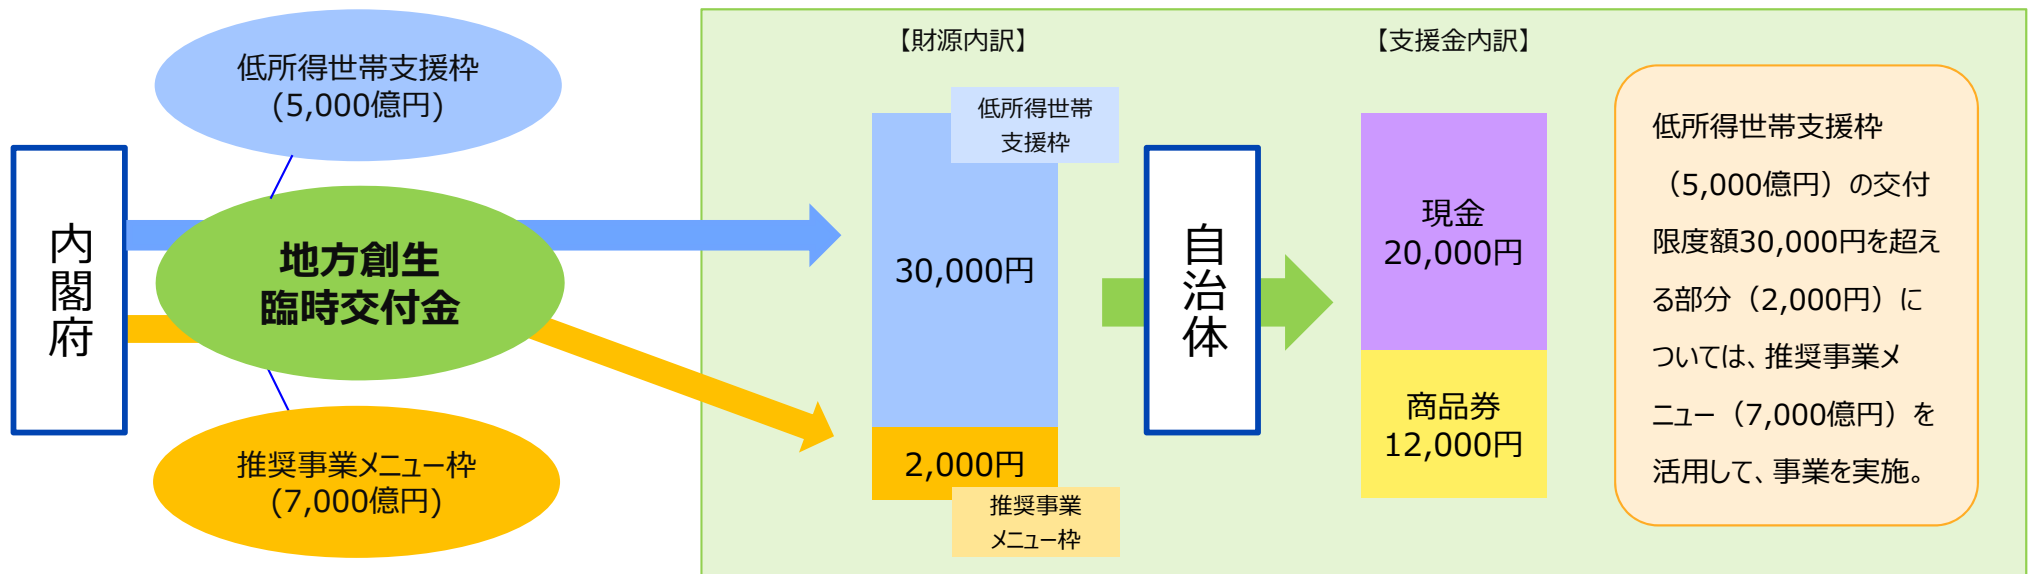 低所得世帯支援枠
(5,000億円)
内閣府
地方創生
臨時交付金
推奨事業メニュー枠
(7,000億円)
【財源内訳】
低所得世帯
支援枠
30,000円
2,000円
推奨事業
メニュー枠
自治体
【支援金内訳】
現金
20,000円
商品券
12,000円
低所得世帯支援枠
（5,000億円）の交付
限度額30,000円を超え
る部分（2,000円）に
ついては、推奨事業メ
ニュー（7,000億円）を
活用して、事業を実施。